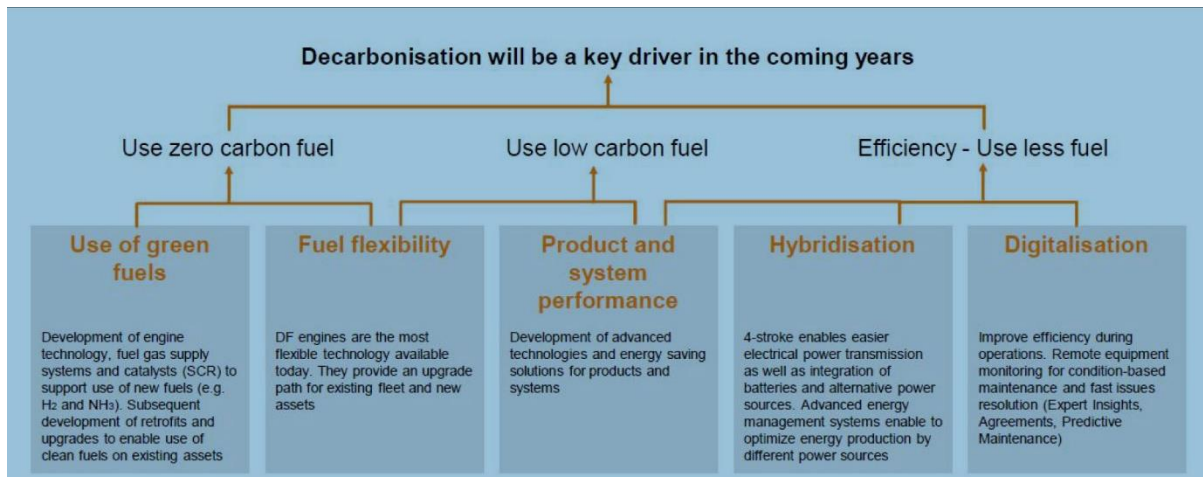 Decarbonisation will be a key driver in the coming years
Use zero carbon fuel
Use low carbon fuel
Efficiency - Use less fuel
Use of green
fuels
Development of engine
technology, fuel gas supply
systems and catalysts (SCR) to
support use of new fuels (e.g.
H₂ and NH₃). Subsequent
development of retrofits and
upgrades to enable use of
clean fuels on existing assets
Fuel flexibility
DF engines are the most
flexible technology available
today. They provide an upgrade
path for existing fleet and new
assets
Product and
system
performance
Development of advanced
technologies and energy saving
solutions for products and
systems
Hybridisation
4-stroke enables easier
electrical power transmission
as well as integration of
batteries and alternative power
sources. Advanced energy
management systems enable to
optimize energy production by
different power sources
Digitalisation
Improve efficiency during
operations. Remote equipment
monitoring for condition-based
maintenance and fast issues
resolution (Expert Insights,
Agreements, Predictive
Maintenance)